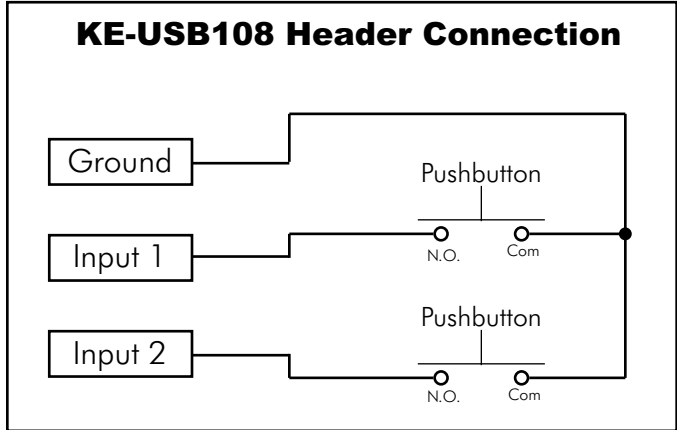 KE-USB108 Header Connection
Ground
Pushbutton
Input 1
N.O.
Com
Pushbutton
Input 2
N.O.
Com